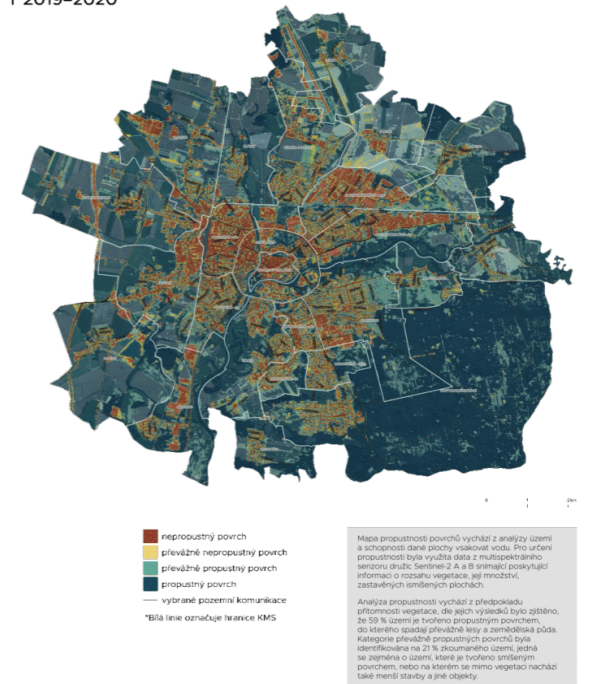 2019–2020
0 1 2km
nepropustný povrch
převážně nepropustný povrch
převážně propustný povrch
propustný povrch
vybrané pozemní komunikace
*Bílá linie označuje hranice KMS
Mapa propustnosti povrchů vychází z analýzy území
a schopnosti dané plochy vsakovat vodu. Pro určení
propustnosti byla využita data z multispektrálního
senzoru družic Sentinel-2 A a B snímající poskytující
informaci o rozsahu vegetace, její množství,
zastavěných ismíšených plochách.
Analýza propustnosti vychází z předpokladu
přítomnosti vegetace, dle jejich výsledků bylo zjištěno,
že 59 % území je tvořeno propustným povrchem,
do kterého spadají převážně lesy a zemědělská půda.
Kategorie převážně propustných povrchů byla
identifikována na 21 % zkoumaného území, jedná
se zejména o území, které je tvořeno smíšeným
povrchem, nebo na kterém se mimo vegetaci nachází
také menší stavby a jiné objekty.